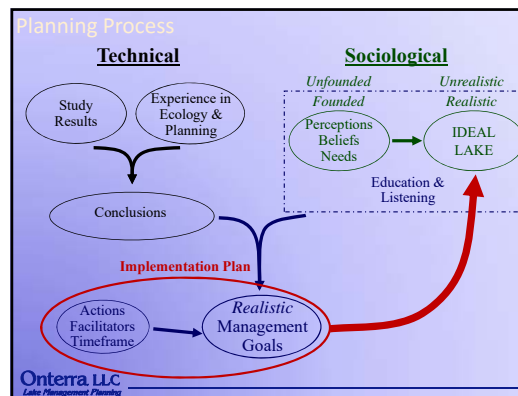 Planning Process
Technical
Sociological
Unfounded
Unrealistic
Founded
Realistic
Study
Results
Experience in
Ecology &
Planning
Perceptions
Beliefs
Needs
IDEAL
LAKE
Education &
Listening
Conclusions
Implementation Plan
Actions
Facilitators
Timeframe
Realistic
Management
Goals
Onterra LLC
Lake Management Planning